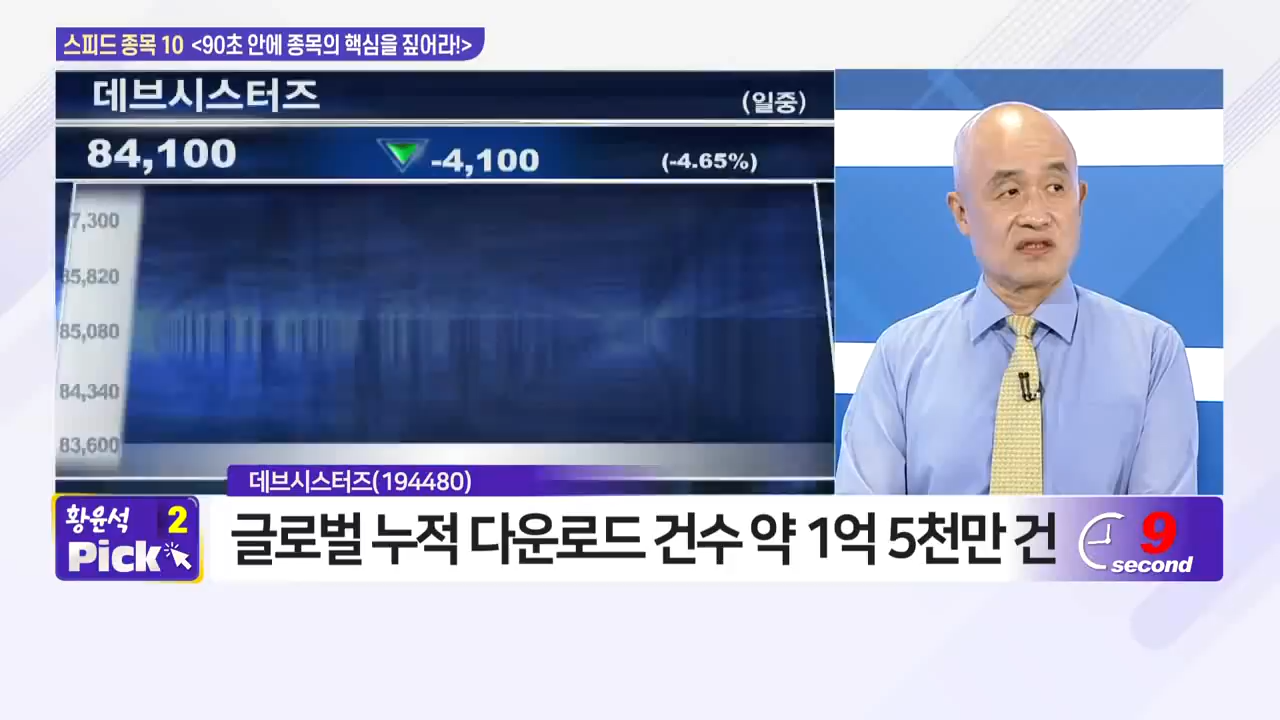 스피드 종목 10 <90초 안에 종목의 핵심을 짚어라!>
데브시스터즈
(일중)
84,100 ▼ -4,100 (-4.65%)
7,300
85,820
85,080
84,340
83,600
데브시스터즈(194480)
황윤석 2
Pick
글로벌 누적 다운로드 건수 약 1억 5천만 건
9
second